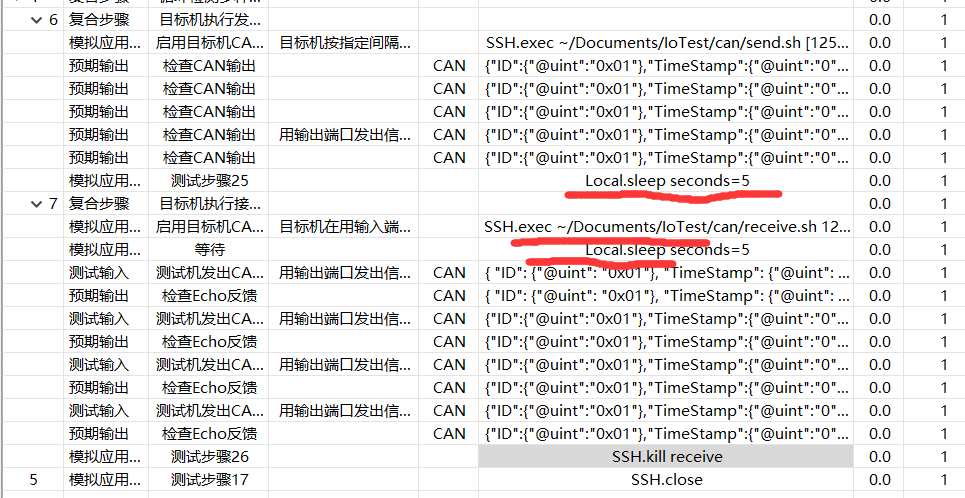 6 复合步骤 目标机执行发... 0.0 1
模拟应用... 启用目标机CA... 目标机按指定间隔... SSH.exec ~/Documents/IoTest/can/send.sh [125... 0.0 1
预期输出 检查CAN输出 CAN {"ID":{"@uint":"0x01"},"TimeStamp":{"@uint":"0"... 0.0 1
预期输出 检查CAN输出 CAN {"ID":{"@uint":"0x01"},"TimeStamp":{"@uint":"0"... 0.0 1
预期输出 检查CAN输出 CAN {"ID":{"@uint":"0x01"},"TimeStamp":{"@uint":"0"... 0.0 1
预期输出 检查CAN输出 用输出端口发出信... CAN {"ID":{"@uint":"0x01"},"TimeStamp":{"@uint":"0"... 0.0 1
预期输出 检查CAN输出 CAN {"ID":{"@uint":"0x01"},"TimeStamp":{"@uint":"0"... 0.0 1
模拟应用... 测试步骤25 Local.sleep seconds=5 0.0 1
7 复合步骤 目标机执行接... 0.0 1
模拟应用... 启用目标机CA... 目标机在用输入端... SSH.exec ~/Documents/IoTest/can/receive.sh 12... 0.0 1
模拟应用... 等待 Local.sleep seconds=5 0.0 1
测试输入 测试机发出CA... 用输出端口发出信... CAN { "ID": {"@uint": "0x01"}, "TimeStamp": {"@uint": ... 0.0 1
预期输出 检查Echo反馈 CAN { "ID": {"@uint": "0x01"}, "TimeStamp": {"@uint": ... 0.0 1
测试输入 测试机发出CA... 用输出端口发出信... CAN {"ID":{"@uint":"0x01"},"TimeStamp":{"@uint":"0"... 0.0 1
预期输出 检查Echo反馈 CAN {"ID":{"@uint":"0x01"},"TimeStamp":{"@uint":"0"... 0.0 1
测试输入 测试机发出CA... 用输出端口发出信... CAN {"ID":{"@uint":"0x01"},"TimeStamp":{"@uint":"0"... 0.0 1
预期输出 检查Echo反馈 CAN {"ID":{"@uint":"0x01"},"TimeStamp":{"@uint":"0"... 0.0 1
测试输入 测试机发出CA... 用输出端口发出信... CAN {"ID":{"@uint":"0x01"},"TimeStamp":{"@uint":"0"... 0.0 1
预期输出 检查Echo反馈 CAN {"ID":{"@uint":"0x01"},"TimeStamp":{"@uint":"0"... 0.0 1
模拟应用... 测试步骤26 SSH.kill receive 0.0 1
5 模拟应用... 测试步骤17 SSH.close 0.0 1